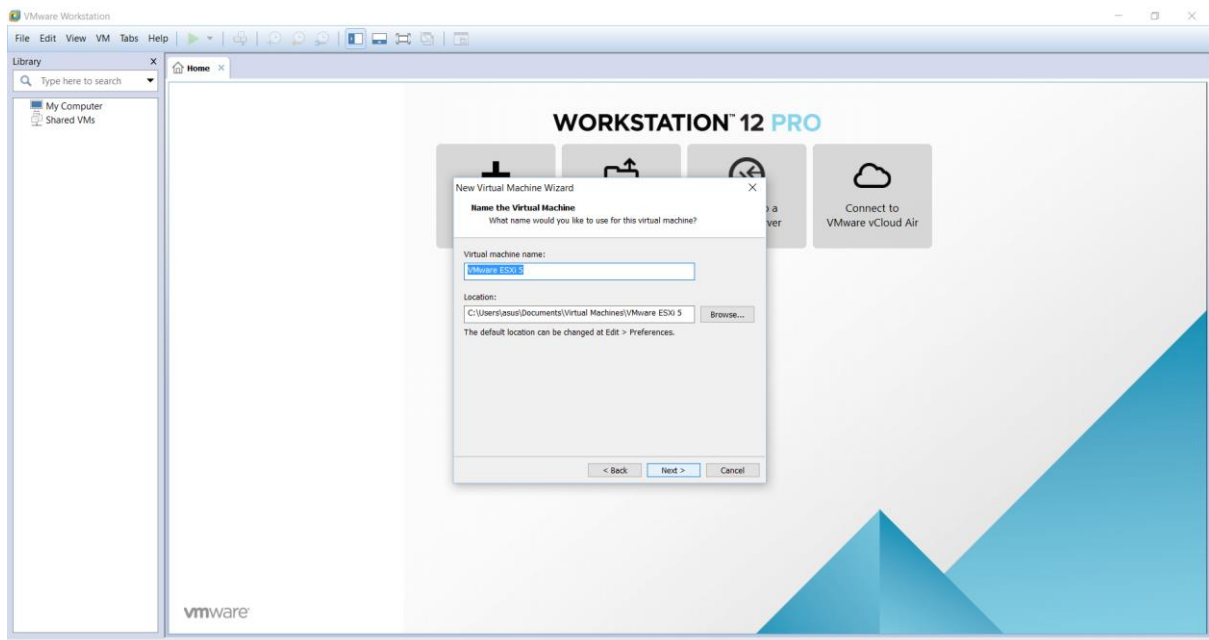 VMware Workstation
File Edit View VM Tabs Help
Library X
Home ×
Type here to search
My Computer
Shared VMs
WORKSTATION™ 12 PRO
Connect to
VMware vCloud Air
a
ver
New Virtual Machine Wizard
Name the Virtual Machine
What name would you like to use for this virtual machine?
Virtual machine name:
VMware ESXi 5
Location:
C:\Users\asus\Documents\Virtual Machines\VMware ESXi 5
Browse...
The default location can be changed at Edit > Preferences.
< Back Next > Cancel
vmware